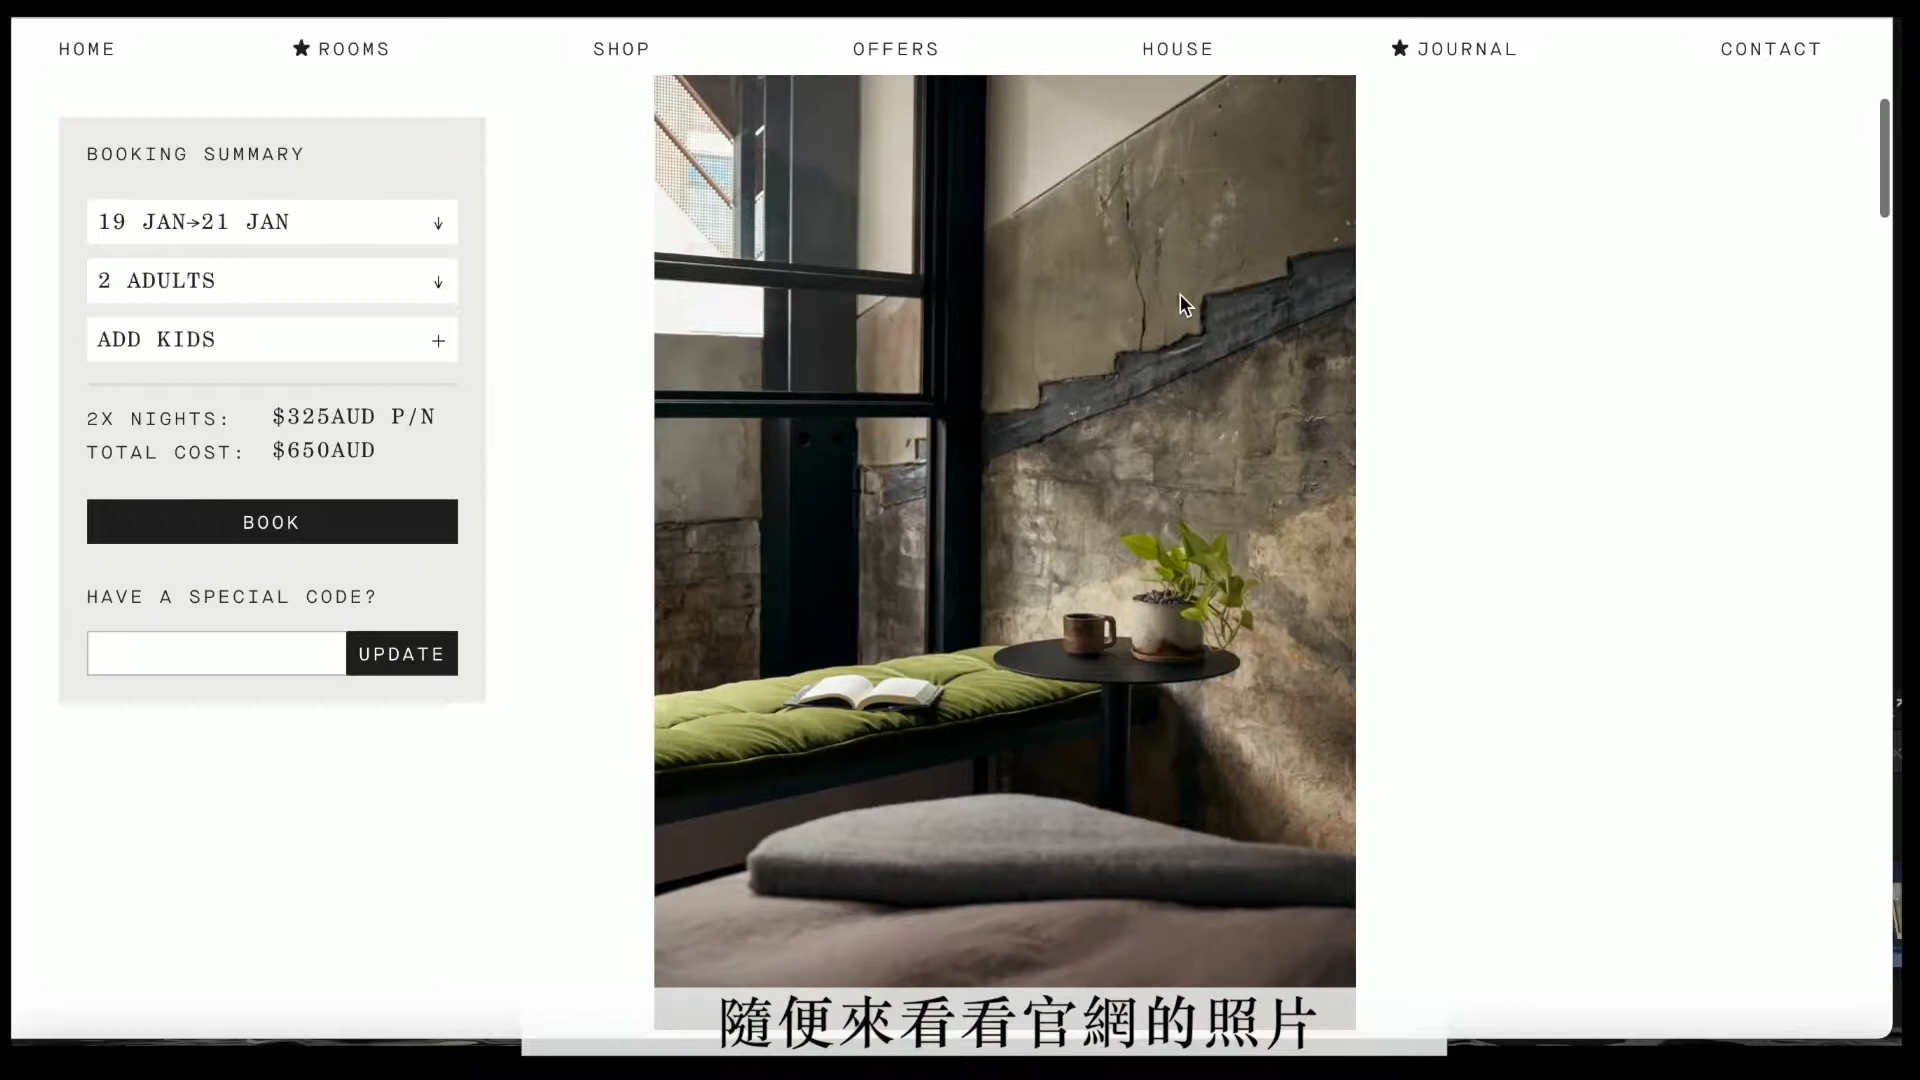 HOME ★ ROOMS SHOP OFFERS HOUSE ★ JOURNAL CONTACT
BOOKING SUMMARY
19 JAN→21 JAN ↓
2 ADULTS ↓
ADD KIDS +
2X NIGHTS: $325AUD P/N
TOTAL COST: $650AUD
BOOK
HAVE A SPECIAL CODE?
UPDATE
隨便來看看官網的照片